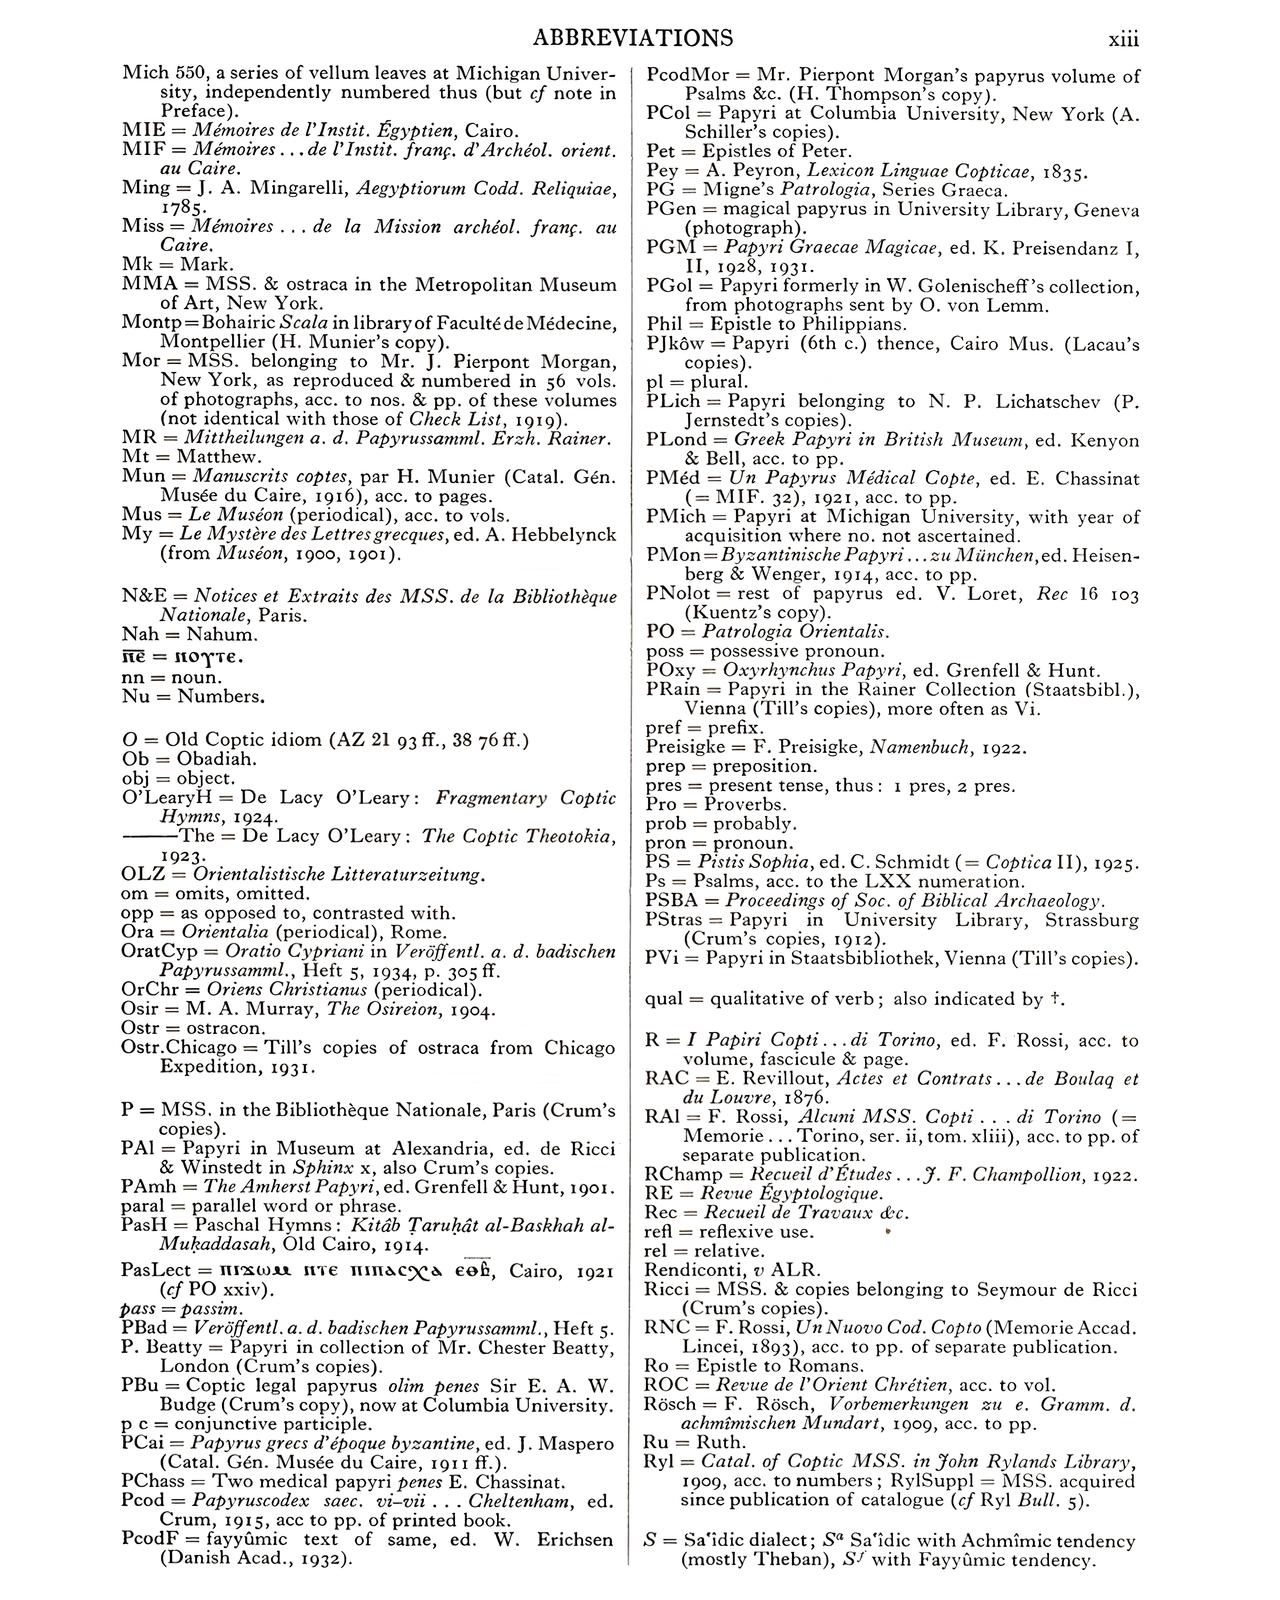 ABBREVIATIONS
xiii
Mich 550, a series of vellum leaves at Michigan Univer-
sity, independently numbered thus (but cf note in
Preface).
MIE = Mémoires de l'Instit. Égyptien, Cairo.
MIF = Mémoires . . . de l'Instit. franç. d'Archéol. orient.
au Caire.
Ming = J. A. Mingarelli, Aegyptiorum Codd. Reliquiae,
1785.
Miss = Mémoires . . . de la Mission archéol. franç. au
Caire.
Mk = Mark.
MMA = MSS. & ostraca in the Metropolitan Museum
of Art, New York.
Montp = Bohairic Scala in library of Faculté de Médecine,
Montpellier (H. Munier's copy).
Mor = MSS. belonging to Mr. J. Pierpont Morgan,
New York, as reproduced & numbered in 56 vols.
of photographs, acc. to nos. & pp. of these volumes
(not identical with those of Check List, 1919).
MR = Mittheilungen a. d. Papyrussamml. Erzh. Rainer.
Mt = Matthew.
Mun = Manuscrits coptes, par H. Munier (Catal. Gén.
Musée du Caire, 1916), acc. to pages.
Mus = Le Muséon (periodical), acc. to vols.
My = Le Mystère des Lettres grecques, ed. A. Hebbelynck
(from Muséon, 1900, 1901).
N&E = Notices et Extraits des MSS. de la Bibliothèque
Nationale, Paris.
Nah = Nahum.
ⲛ̅ⲉ̅ = ⲛⲟⲩⲧⲉ.
nn = noun.
Nu = Numbers.
O = Old Coptic idiom (AZ 21 93 ff., 38 76 ff.)
Ob = Obadiah.
obj = object.
O'LearyH = De Lacy O'Leary: Fragmentary Coptic
Hymns, 1924.
———The = De Lacy O'Leary: The Coptic Theotokia,
1923.
OLZ = Orientalistische Litteraturzeitung.
om = omits, omitted.
opp = as opposed to, contrasted with.
Ora = Orientalia (periodical), Rome.
OratCyp = Oratio Cypriani in Veröffentl. a. d. badischen
Papyrussamml., Heft 5, 1934, p. 305 ff.
OrChr = Oriens Christianus (periodical).
Osir = M. A. Murray, The Osireion, 1904.
Ostr = ostracon.
Ostr.Chicago = Till's copies of ostraca from Chicago
Expedition, 1931.
P = MSS. in the Bibliothèque Nationale, Paris (Crum's
copies).
PAl = Papyri in Museum at Alexandria, ed. de Ricci
& Winstedt in Sphinx x, also Crum's copies.
PAmh = The Amherst Papyri, ed. Grenfell & Hunt, 1901.
paral = parallel word or phrase.
PasH = Paschal Hymns: Kitâb Ṭaruḥât al-Baskhah al-
Muḳaddasah, Old Cairo, 1914.
PasLect = ⲡⲓϫⲱⲙ ⲛⲧⲉ ⲡⲓⲡⲁⲥⲭⲁ ⲉ̅ⲑ̅ⲃ̅, Cairo, 1921
(cf PO xxiv).
pass = passim.
PBad = Veröffentl. a. d. badischen Papyrussamml., Heft 5.
P. Beatty = Papyri in collection of Mr. Chester Beatty,
London (Crum's copies).
PBu = Coptic legal papyrus olim penes Sir E. A. W.
Budge (Crum's copy), now at Columbia University.
p c = conjunctive participle.
PCai = Papyrus grecs d'époque byzantine, ed. J. Maspero
(Catal. Gén. Musée du Caire, 1911 ff.).
PChass = Two medical papyri penes E. Chassinat.
Pcod = Papyruscodex saec. vi–vii . . . Cheltenham, ed.
Crum, 1915, acc to pp. of printed book.
PcodF = fayyûmic text of same, ed. W. Erichsen
(Danish Acad., 1932).
PcodMor = Mr. Pierpont Morgan's papyrus volume of
Psalms &c. (H. Thompson's copy).
PCol = Papyri at Columbia University, New York (A.
Schiller's copies).
Pet = Epistles of Peter.
Pey = A. Peyron, Lexicon Linguae Copticae, 1835.
PG = Migne's Patrologia, Series Graeca.
PGen = magical papyrus in University Library, Geneva
(photograph).
PGM = Papyri Graecae Magicae, ed. K. Preisendanz I,
II, 1928, 1931.
PGol = Papyri formerly in W. Golenischeff's collection,
from photographs sent by O. von Lemm.
Phil = Epistle to Philippians.
PJkôw = Papyri (6th c.) thence, Cairo Mus. (Lacau's
copies).
pl = plural.
PLich = Papyri belonging to N. P. Lichatschev (P.
Jernstedt's copies).
PLond = Greek Papyri in British Museum, ed. Kenyon
& Bell, acc. to pp.
PMéd = Un Papyrus Médical Copte, ed. E. Chassinat
(= MIF. 32), 1921, acc. to pp.
PMich = Papyri at Michigan University, with year of
acquisition where no. not ascertained.
PMon = Byzantinische Papyri . . . zu München, ed. Heisen-
berg & Wenger, 1914, acc. to pp.
PNolot = rest of papyrus ed. V. Loret, Rec 16 103
(Kuentz's copy).
PO = Patrologia Orientalis.
poss = possessive pronoun.
POxy = Oxyrhynchus Papyri, ed. Grenfell & Hunt.
PRain = Papyri in the Rainer Collection (Staatsbibl.),
Vienna (Till's copies), more often as Vi.
pref = prefix.
Preisigke = F. Preisigke, Namenbuch, 1922.
prep = preposition.
pres = present tense, thus: 1 pres, 2 pres.
Pro = Proverbs.
prob = probably.
pron = pronoun.
PS = Pistis Sophia, ed. C. Schmidt (= Coptica II), 1925.
Ps = Psalms, acc. to the LXX numeration.
PSBA = Proceedings of Soc. of Biblical Archaeology.
PStras = Papyri in University Library, Strassburg
(Crum's copies, 1912).
PVi = Papyri in Staatsbibliothek, Vienna (Till's copies).
qual = qualitative of verb; also indicated by †.
R = I Papiri Copti . . . di Torino, ed. F. Rossi, acc. to
volume, fascicule & page.
RAC = E. Revillout, Actes et Contrats . . . de Boulaq et
du Louvre, 1876.
RAl = F. Rossi, Alcuni MSS. Copti . . . di Torino (=
Memorie . . . Torino, ser. ii, tom. xliii), acc. to pp. of
separate publication.
RChamp = Recueil d'Études . . . J. F. Champollion, 1922.
RE = Revue Égyptologique.
Rec = Recueil de Travaux &c.
refl = reflexive use.
rel = relative.
Rendiconti, v ALR.
Ricci = MSS. & copies belonging to Seymour de Ricci
(Crum's copies).
RNC = F. Rossi, Un Nuovo Cod. Copto (Memorie Accad.
Lincei, 1893), acc. to pp. of separate publication.
Ro = Epistle to Romans.
ROC = Revue de l'Orient Chrétien, acc. to vol.
Rösch = F. Rösch, Vorbemerkungen zu e. Gramm. d.
achmîmischen Mundart, 1909, acc. to pp.
Ru = Ruth.
Ryl = Catal. of Coptic MSS. in John Rylands Library,
1909, acc. to numbers; RylSuppl = MSS. acquired
since publication of catalogue (cf Ryl Bull. 5).
S = Saʿîdic dialect; Sᵃ Saʿîdic with Achmîmic tendency
(mostly Theban), Sᶠ with Fayyûmic tendency.